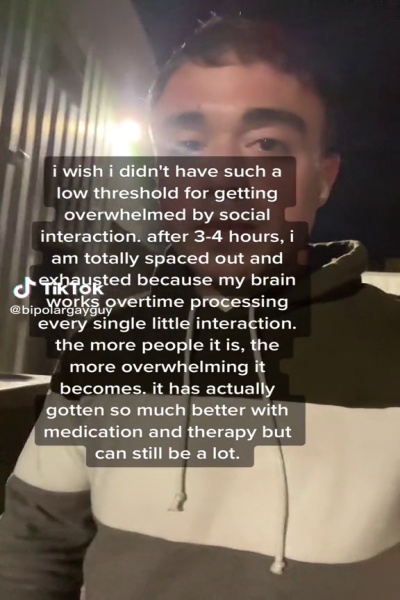 i wish i didn't have such a
low threshold for getting
overwhelmed by social
interaction. after 3-4 hours, i
am totally spaced out and
exhausted because my brain
TikTok
works overtime processing
@bipolargayguy
every single little interaction.
the more people it is, the
more overwhelming it
becomes. it has actually
gotten so much better with
medication and therapy but
can still be a lot.